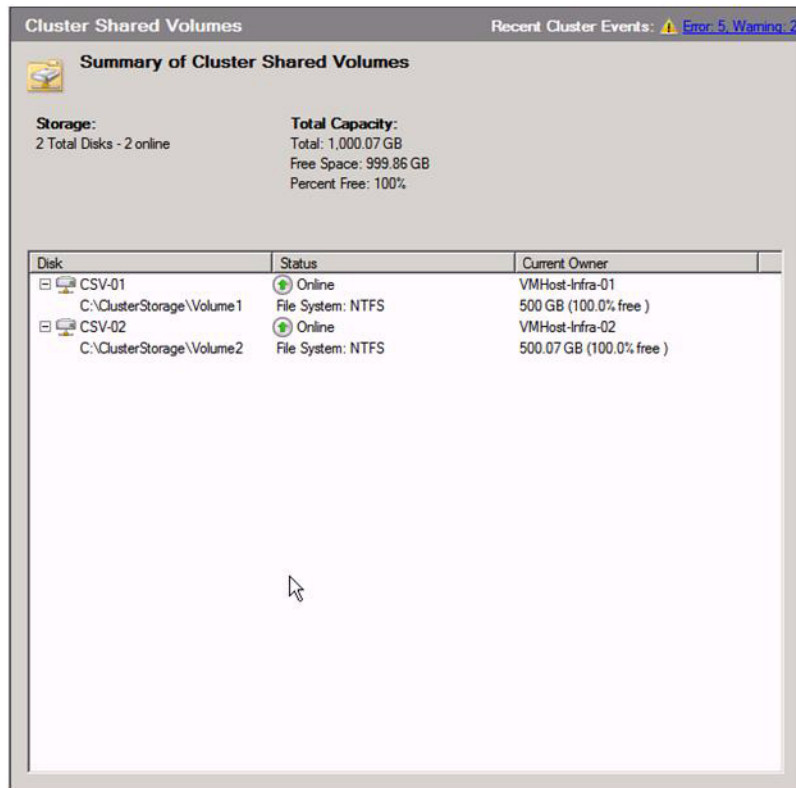 Cluster Shared Volumes Recent Cluster Events: Error: 5, Warning: 2
Summary of Cluster Shared Volumes
Storage: Total Capacity:
2 Total Disks - 2 online Total: 1,000.07 GB
Free Space: 999.86 GB
Percent Free: 100%
Disk Status Current Owner
CSV-01 Online VMHost-Infra-01
C:\ClusterStorage\Volume1 File System: NTFS 500 GB (100.0% free )
CSV-02 Online VMHost-Infra-02
C:\ClusterStorage\Volume2 File System: NTFS 500.07 GB (100.0% free )